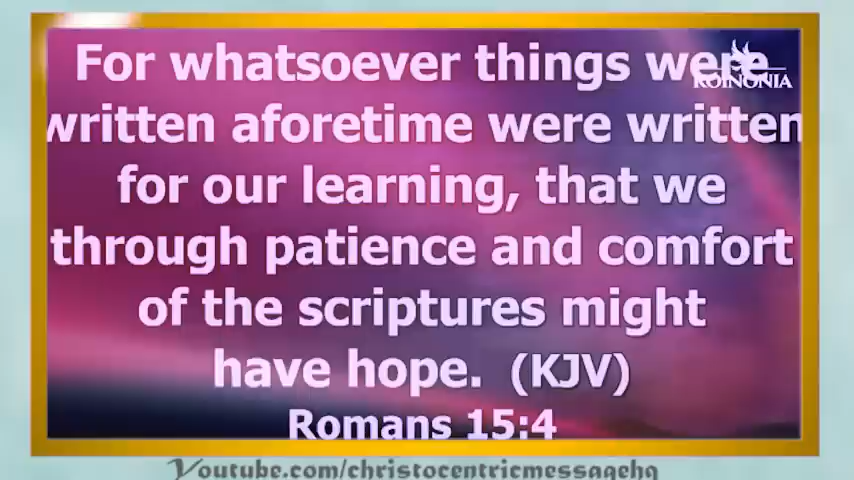 For whatsoever things were
KOINONIA
written aforetime were written
for our learning, that we
through patience and comfort
of the scriptures might
have hope. (KJV)
Romans 15:4
Youtube.com/christocentricmessagehq